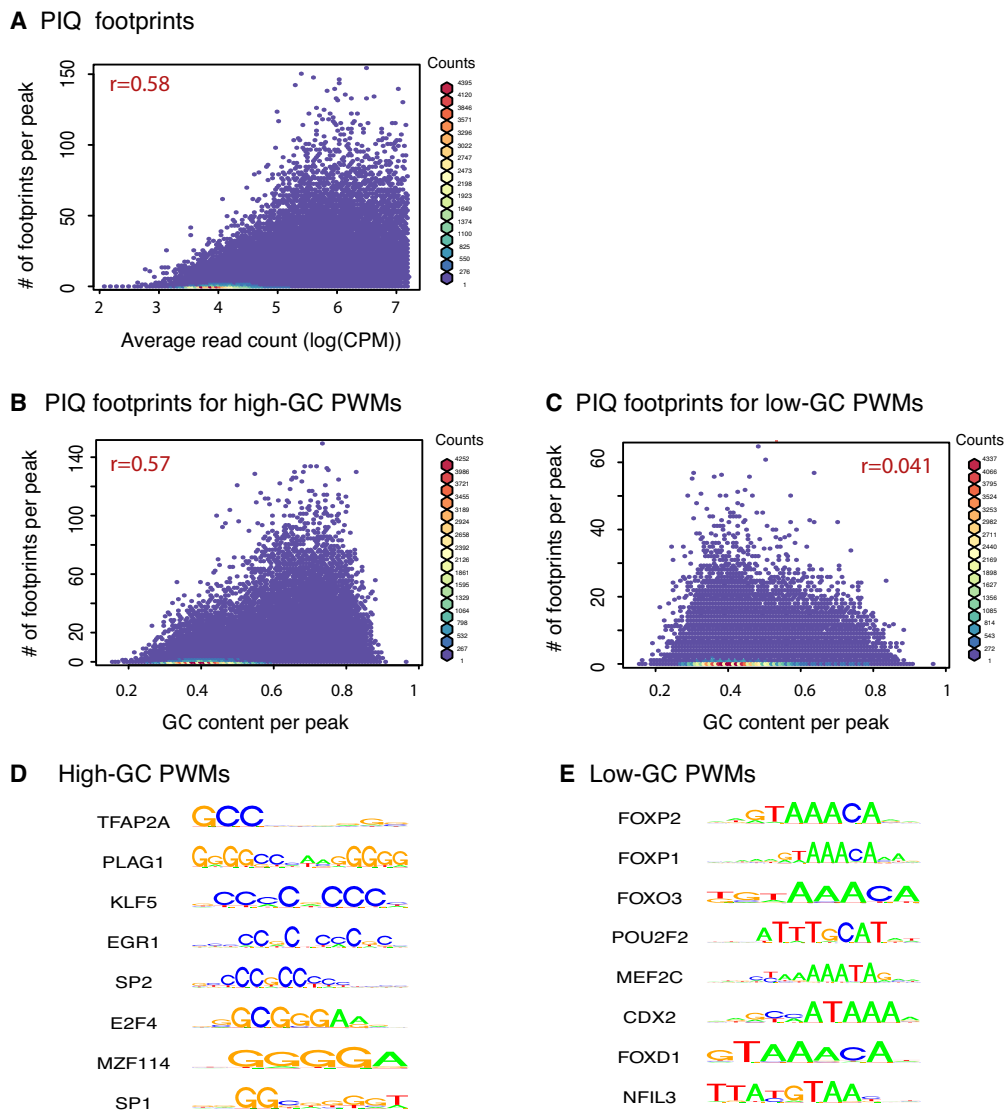 A PIQ footprints
Counts
r=0.58
# of footprints per peak
150
100
50
0
2 3 4 5 6 7
Average read count (log(CPM))
4395
4120
3846
3571
3296
3022
2747
2473
2198
1923
1649
1374
1100
825
550
276
1
B PIQ footprints for high-GC PWMs
Counts
r=0.57
# of footprints per peak
140
100
60
20
0
0.2 0.4 0.6 0.8 1
GC content per peak
4252
3986
3721
3455
3189
2924
2658
2392
2126
1861
1595
1329
1064
798
532
267
1
C PIQ footprints for low-GC PWMs
Counts
r=0.041
# of footprints per peak
60
40
20
0
0.2 0.4 0.6 0.8 1
GC content per peak
4337
4066
3795
3524
3253
2982
2711
2440
2169
1898
1627
1356
1085
814
543
272
1
D High-GC PWMs
TFAP2A
PLAG1
KLF5
EGR1
SP2
E2F4
MZF114
SP1
E Low-GC PWMs
FOXP2
FOXP1
FOXO3
POU2F2
MEF2C
CDX2
FOXD1
NFIL3